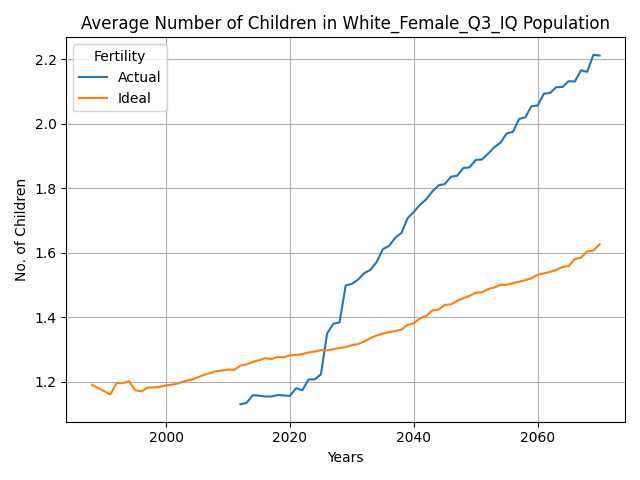 Average Number of Children in White_Female_Q3_IQ Population
Fertility
Actual
Ideal
No. of Children
2.2
2.0
1.8
1.6
1.4
1.2
2000
2020
2040
2060
Years